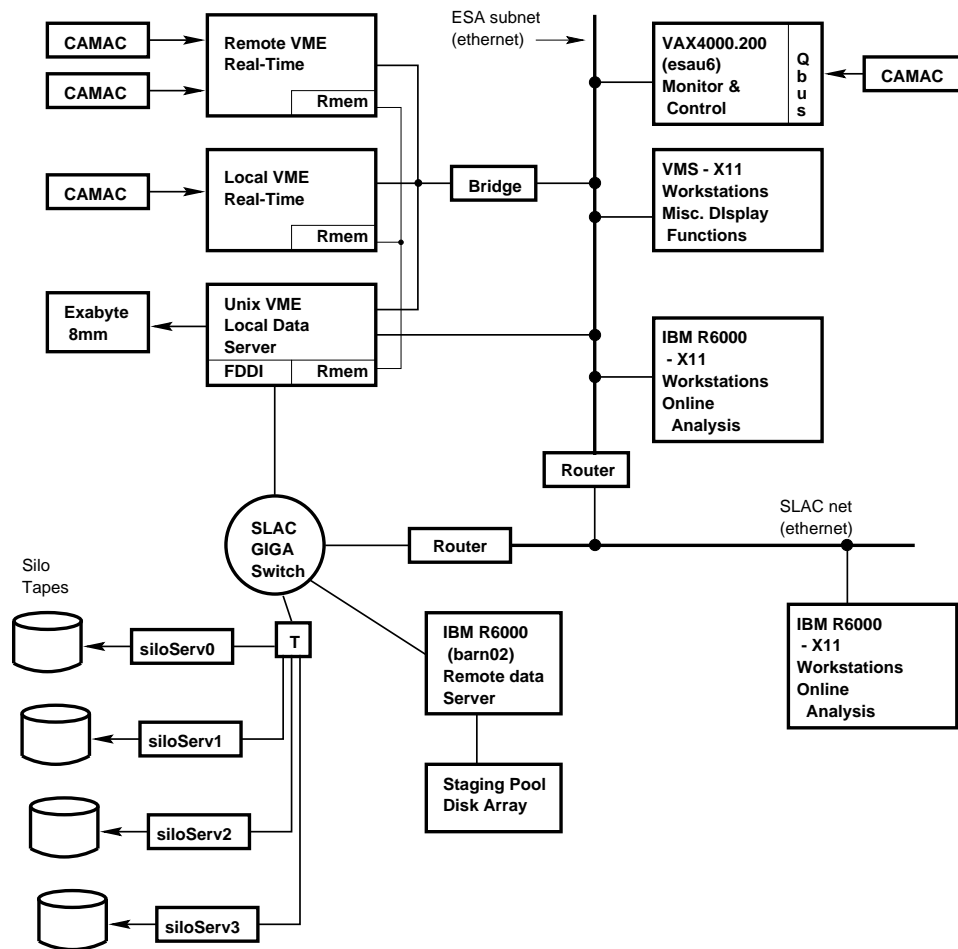 CAMAC
CAMAC
Remote VME
Real-Time
Rmem
ESA subnet
(ethernet)
VAX4000.200
(esau6)
Monitor &
Control
Qbus
CAMAC
CAMAC
Local VME
Real-Time
Rmem
Bridge
VMS - X11
Workstations
Misc. DIsplay
Functions
Exabyte
8mm
Unix VME
Local Data
Server
FDDI
Rmem
IBM R6000
- X11
Workstations
Online
Analysis
Router
SLAC
GIGA
Switch
Router
SLAC net
(ethernet)
Silo
Tapes
T
siloServ0
siloServ1
siloServ2
siloServ3
IBM R6000
(barn02)
Remote data
Server
Staging Pool
Disk Array
IBM R6000
- X11
Workstations
Online
Analysis